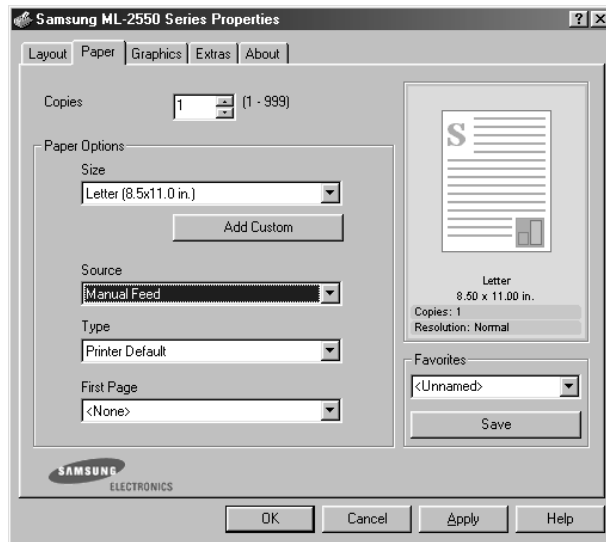 Samsung ML-2550 Series Properties
Layout Paper Graphics Extras About
Copies 1 (1 - 999)
Paper Options
Size
Letter (8.5x11.0 in.)
Add Custom
Source
Manual Feed
Type
Printer Default
First Page
<None>
S
Letter
8.50 x 11.00 in.
Copies: 1
Resolution: Normal
Favorites
<Unnamed>
Save
SAMSUNG
ELECTRONICS
OK Cancel Apply Help